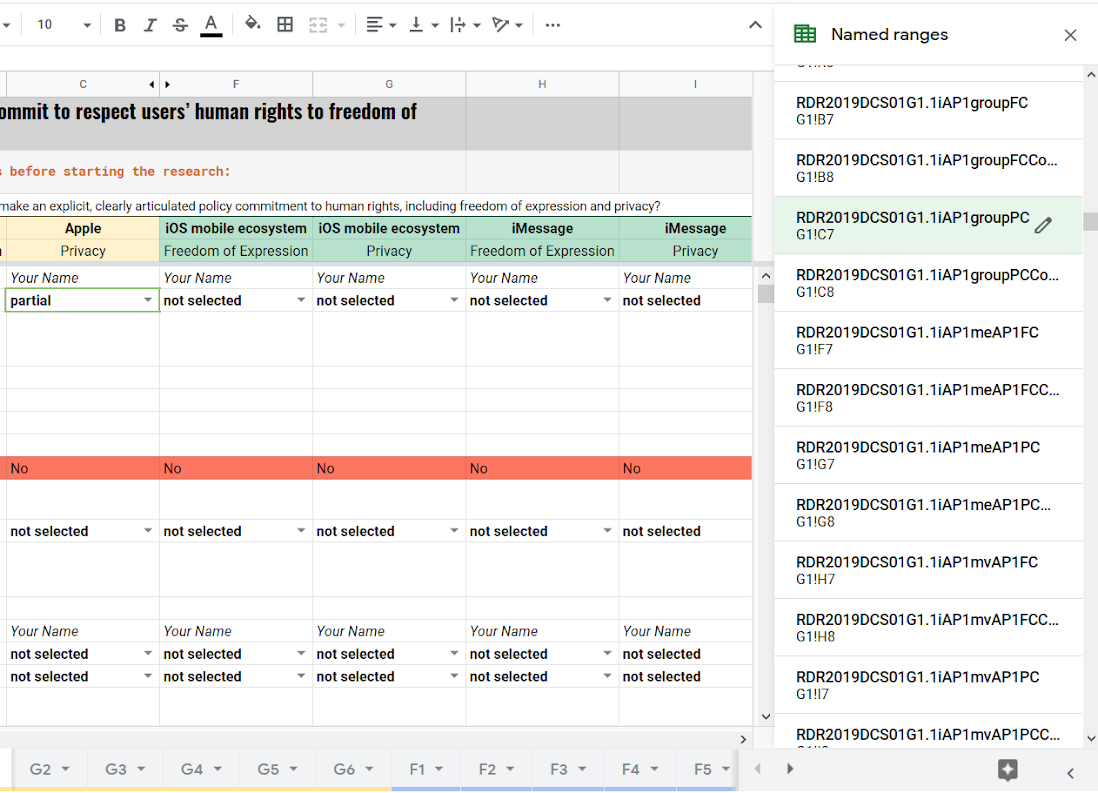 10 B I S A
Named ranges
C F G H I
ommit to respect users’ human rights to freedom of
s before starting the research:
make an explicit, clearly articulated policy commitment to human rights, including freedom of expression and privacy?
Apple iOS mobile ecosystem iOS mobile ecosystem iMessage iMessage
Privacy Freedom of Expression Privacy Freedom of Expression Privacy
Your Name Your Name Your Name Your Name Your Name
partial not selected not selected not selected not selected
No No No No No
not selected not selected not selected not selected not selected
Your Name Your Name Your Name Your Name Your Name
not selected not selected not selected not selected not selected
not selected not selected not selected not selected not selected
RDR2019DCS01G1.1iAP1groupFC
G1!B7
RDR2019DCS01G1.1iAP1groupFCCo...
G1!B8
RDR2019DCS01G1.1iAP1groupPC
G1!C7
RDR2019DCS01G1.1iAP1groupPCCo...
G1!C8
RDR2019DCS01G1.1iAP1meAP1FC
G1!F7
RDR2019DCS01G1.1iAP1meAP1FCC...
G1!F8
RDR2019DCS01G1.1iAP1meAP1PC
G1!G7
RDR2019DCS01G1.1iAP1meAP1PC...
G1!G8
RDR2019DCS01G1.1iAP1mvAP1FC
G1!H7
RDR2019DCS01G1.1iAP1mvAP1FCC...
G1!H8
RDR2019DCS01G1.1iAP1mvAP1PC
G1!I7
RDR2019DCS01G1.1iAP1mvAP1PCC...
G2 G3 G4 G5 G6 F1 F2 F3 F4 F5